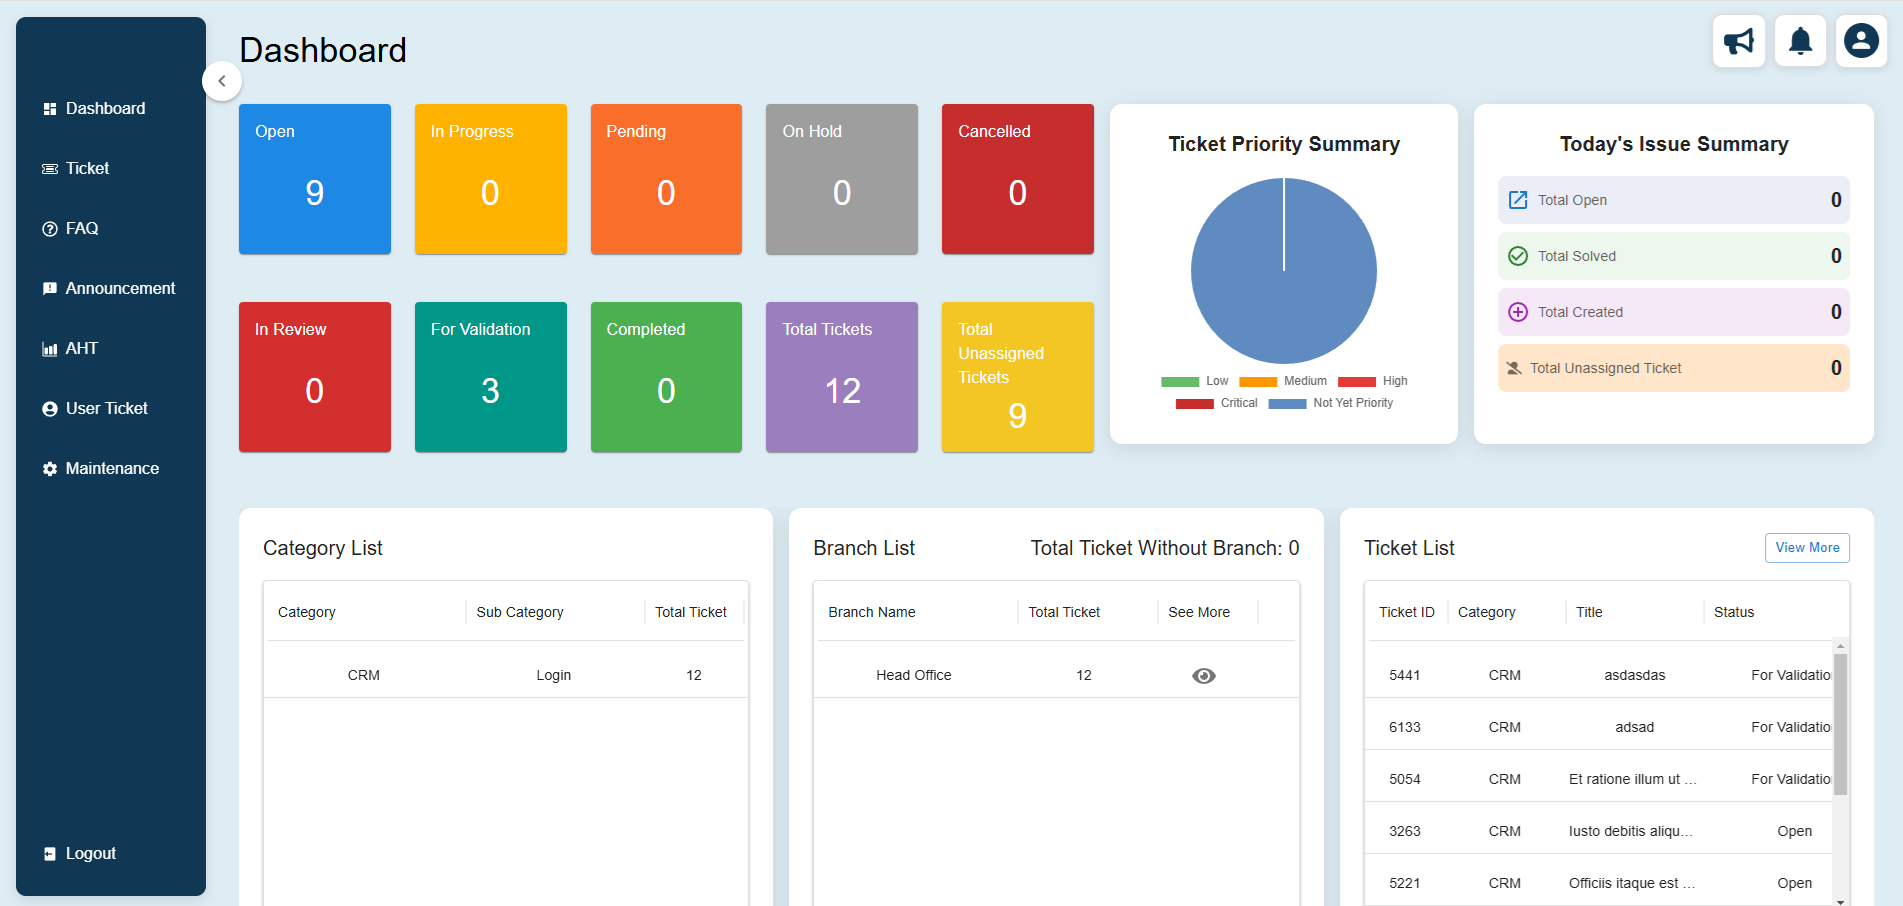 Dashboard
Ticket
FAQ
Announcement
AHT
User Ticket
Maintenance
Logout
Dashboard
Open
9
In Progress
0
Pending
0
On Hold
0
Cancelled
0
In Review
0
For Validation
3
Completed
0
Total Tickets
12
Total
Unassigned
Tickets
9
Ticket Priority Summary
Low Medium High
Critical Not Yet Priority
Today's Issue Summary
Total Open 0
Total Solved 0
Total Created 0
Total Unassigned Ticket 0
Category List
Category Sub Category Total Ticket
CRM Login 12
Branch List Total Ticket Without Branch: 0
Branch Name Total Ticket See More
Head Office 12
Ticket List View More
Ticket ID Category Title Status
5441 CRM asdasdas For Validatio
6133 CRM adsad For Validatio
5054 CRM Et ratione illum ut ... For Validatio
3263 CRM Iusto debitis aliqu... Open
5221 CRM Officiis itaque est ... Open